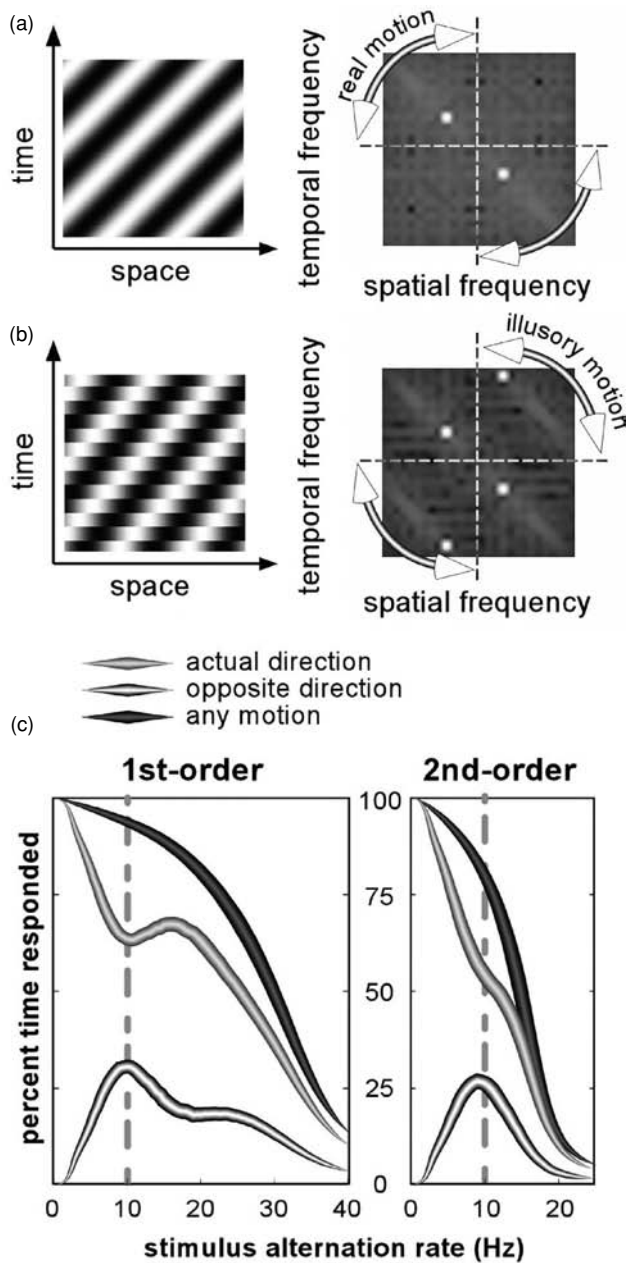 (a)
time
space
temporal frequency
real motion
spatial frequency
(b)
time
space
temporal frequency
illusory motion
spatial frequency
actual direction
opposite direction
any motion
(c)
1st-order
2nd-order
percent time responded
100
75
50
25
0
0 10 20 30 40
0 10 20
stimulus alternation rate (Hz)